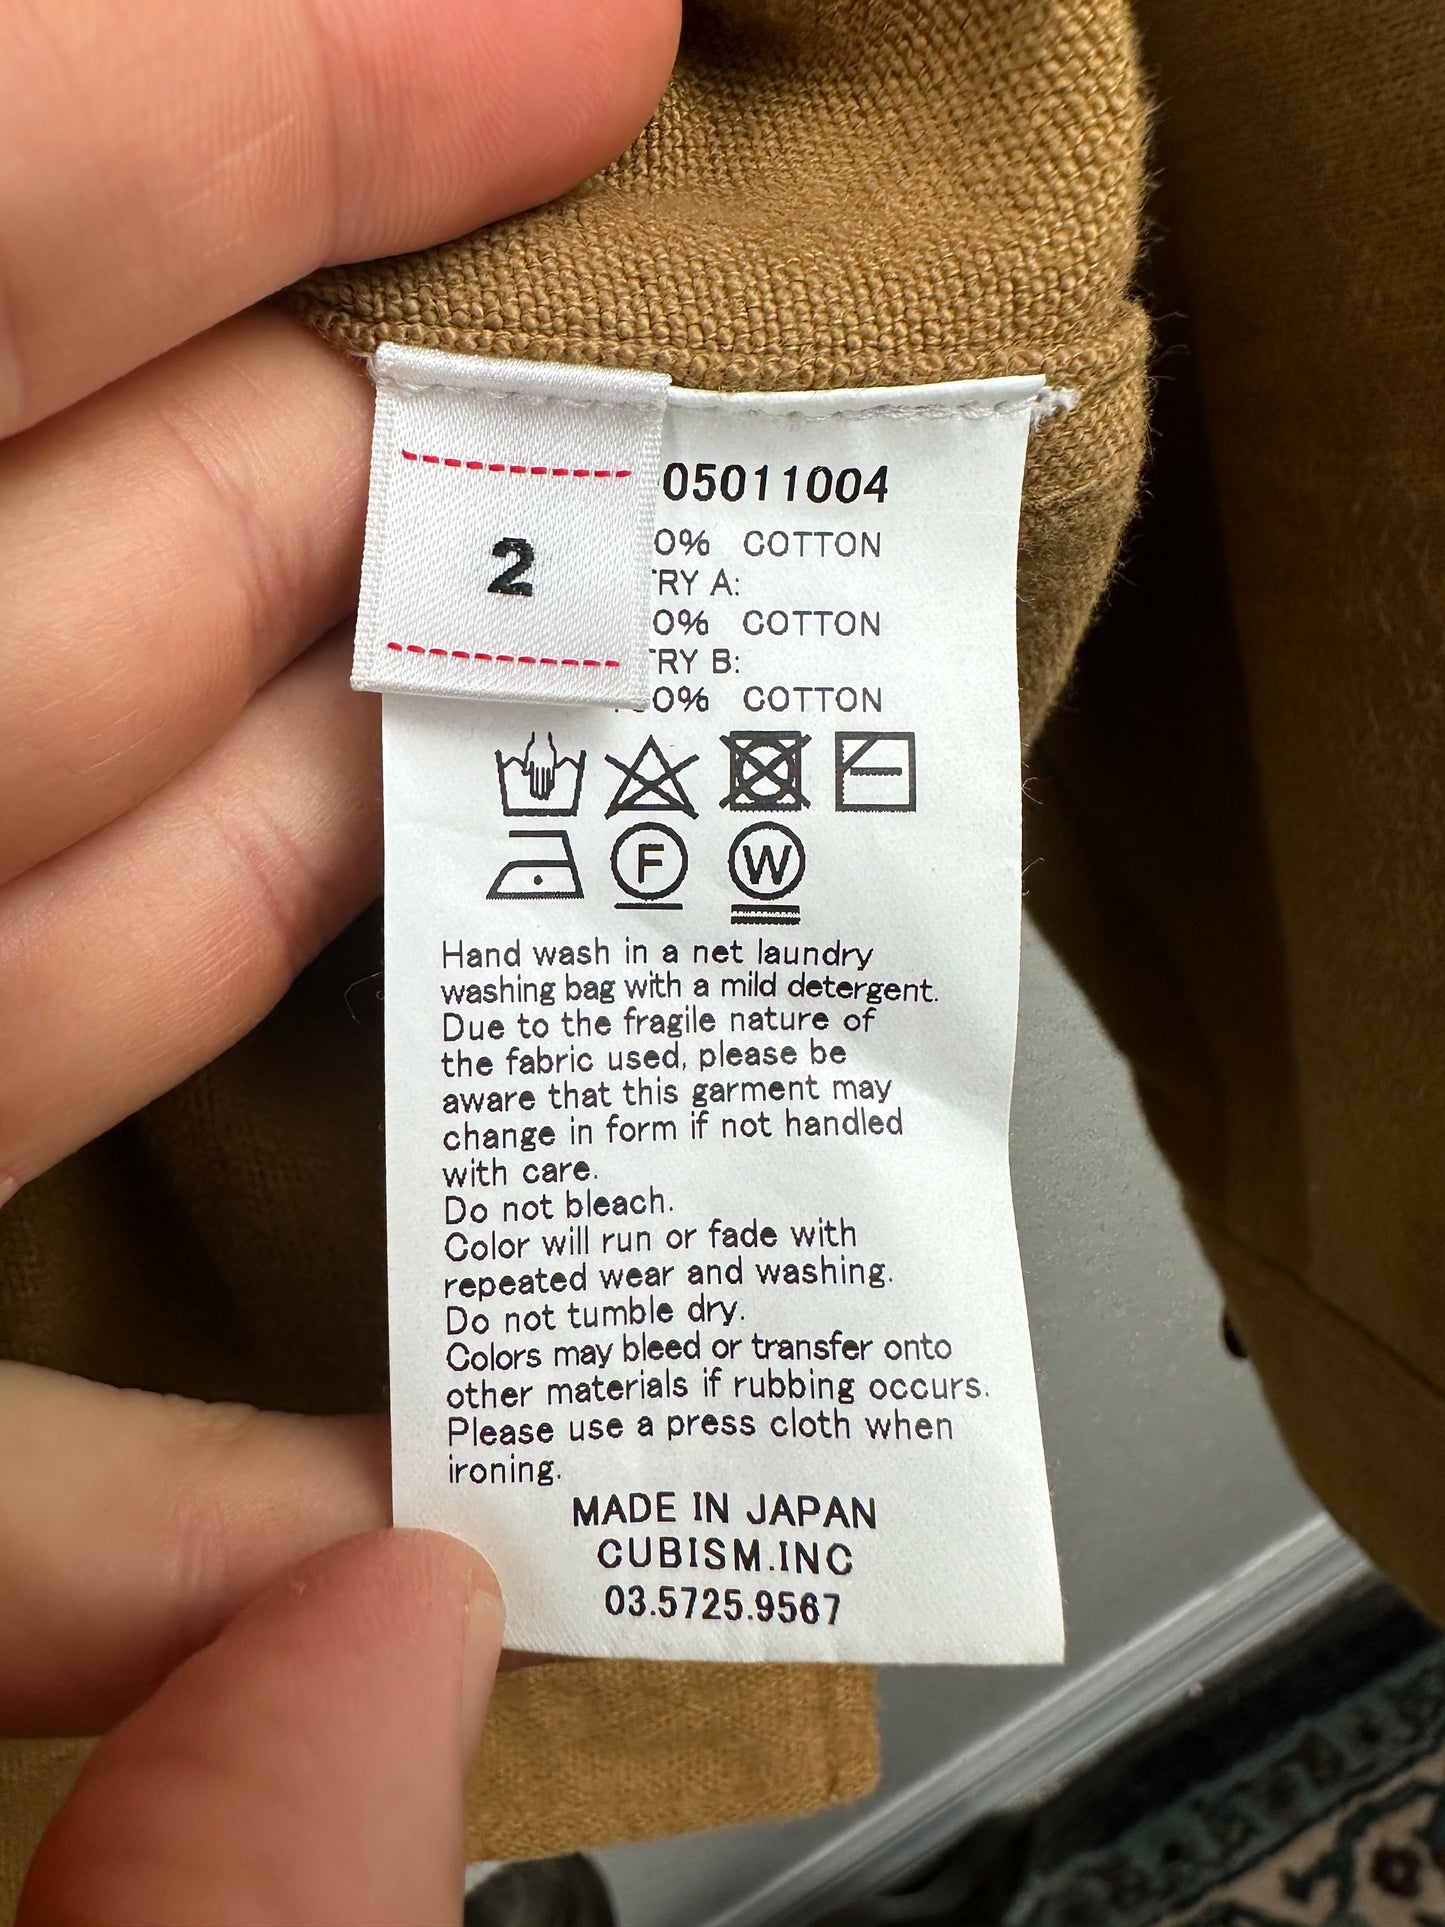 2
05011004
0% COTTON
RY A:
0% COTTON
RY B:
00% COTTON
F W
Hand wash in a net laundry
washing bag with a mild detergent.
Due to the fragile nature of
the fabric used, please be
aware that this garment may
change in form if not handled
with care.
Do not bleach.
Color will run or fade with
repeated wear and washing.
Do not tumble dry.
Colors may bleed or transfer onto
other materials if rubbing occurs.
Please use a press cloth when
ironing.
MADE IN JAPAN
CUBISM.INC
03.5725.9567